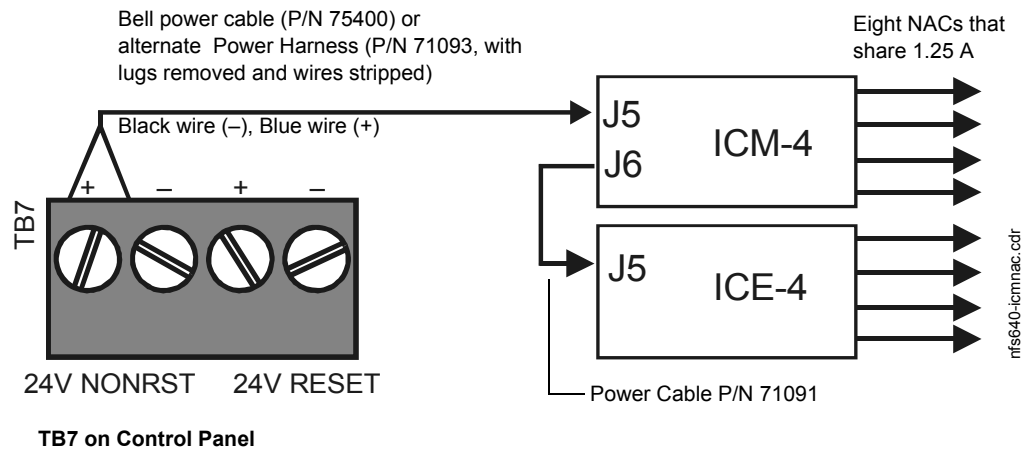 Bell power cable (P/N 75400) or
alternate  Power Harness (P/N 71093, with
lugs removed and wires stripped)
Eight NACs that
share 1.25 A
Black wire (–), Blue wire (+)
J5
J6
ICM-4
+ – + –
TB7
J5
ICE-4
nfs640-icmnac.cdr
24V NONRST 24V RESET
Power Cable P/N 71091
TB7 on Control Panel